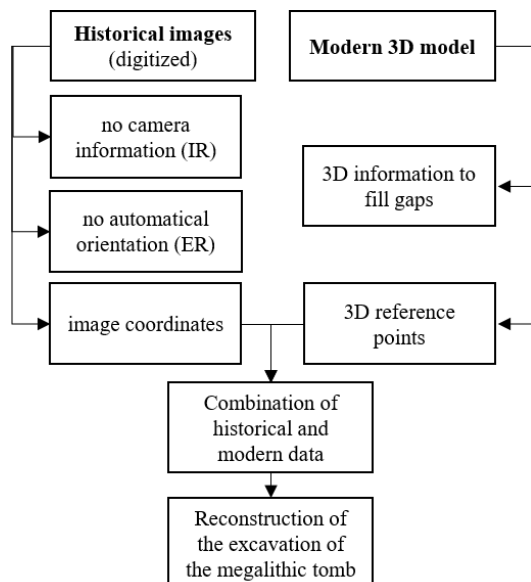 Historical images
(digitized)
Modern 3D model
no camera
information (IR)
3D information to
fill gaps
no automatical
orientation (ER)
image coordinates
3D reference
points
Combination of
historical and
modern data
Reconstruction of
the excavation of
the megalithic tomb